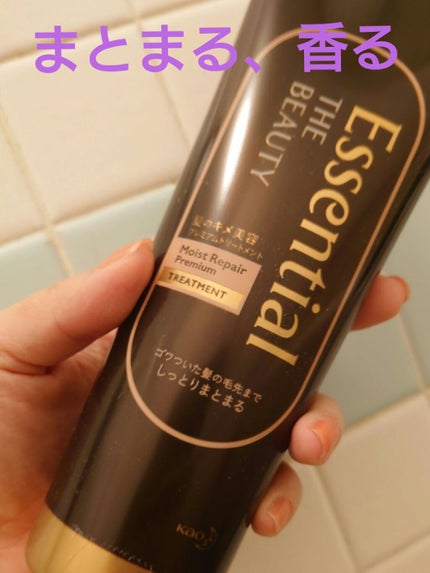 まとまる、香る
Essential
THE
BEAUTY
髪のキメ美容
プレミアムトリートメント
Moist Repair
Premium
TREATMENT
ゴワついた髪の毛先まで
しっとりまとまる
Kao